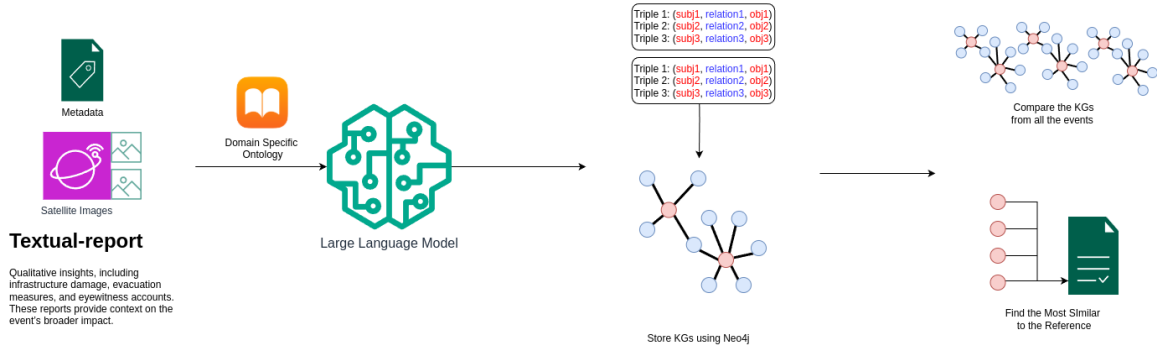 Metadata
Satellite Images
Textual-report
Qualitative insights, including
infrastructure damage, evacuation
measures, and eyewitness accounts.
These reports provide context on the
event's broader impact.
Domain Specific
Ontology
Large Language Model
Triple 1: (subj1, relation1, obj1)
Triple 2: (subj2, relation2, obj2)
Triple 3: (subj3, relation3, obj3)
Triple 1: (subj1, relation1, obj1)
Triple 2: (subj2, relation2, obj2)
Triple 3: (subj3, relation3, obj3)
Store KGs using Neo4j
Compare the KGs
from all the events
Find the Most SImilar
to the Reference